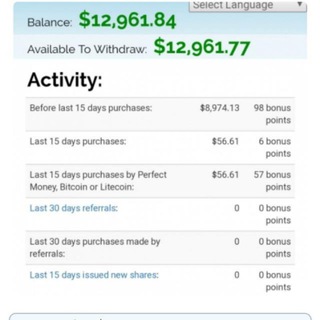 Select Language ▼
Balance: $12,961.84
Available To Withdraw: $12,961.77
Activity:
Before last 15 days purchases: $8,974.13 98 bonus
points
Last 15 days purchases: $56.61 6 bonus
points
Last 15 days purchases by Perfect $56.61 57 bonus
Money, Bitcoin or Litecoin: points
Last 30 days referrals: 0 0 bonus
points
Last 30 days purchases made by 0 0 bonus
referrals: points
Last 15 days issued new shares: 0 0 bonus
points